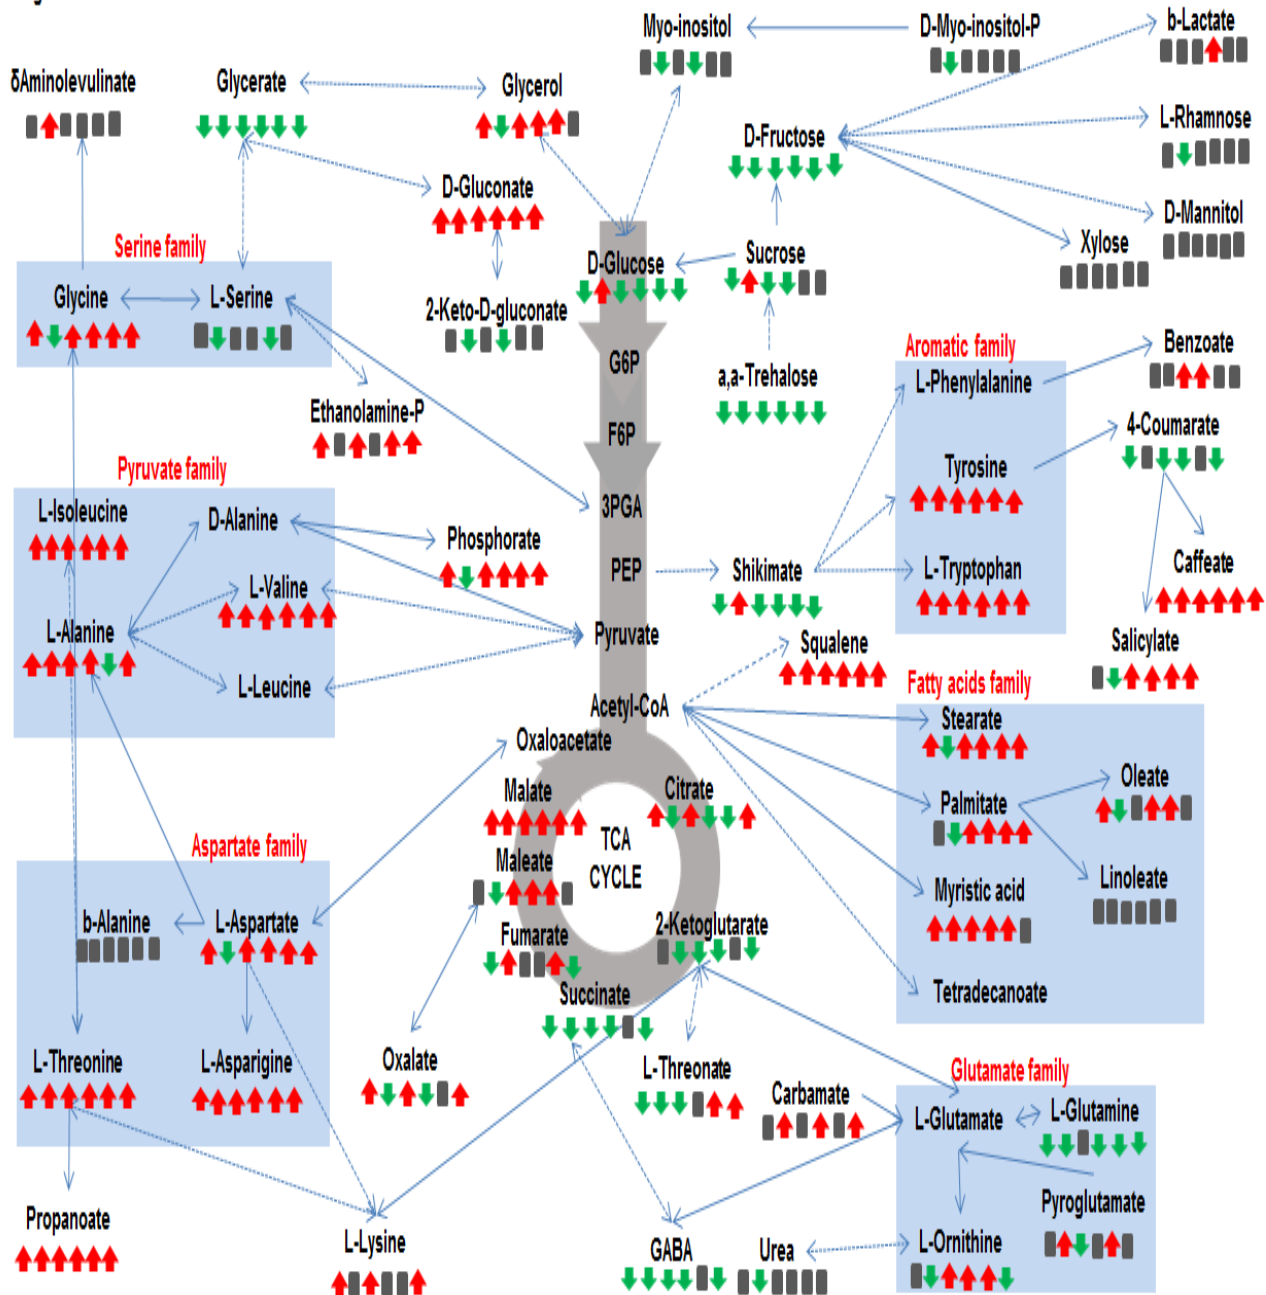 Myo-inositol
D-Myo-inositol-P
b-Lactate
δAminolevulinate
Glycerate
Glycerol
L-Rhamnose
D-Fructose
D-Gluconate
D-Mannitol
Serine family
Xylose
Sucrose
D-Glucose
Glycine
L-Serine
2-Keto-D-gluconate
Aromatic family
Benzoate
G6P
a,a-Trehalose
L-Phenylalanine
Ethanolamine-P
4-Coumarate
F6P
Pyruvate family
Tyrosine
L-Isoleucine
D-Alanine
3PGA
Phosphorate
Caffeate
PEP
Shikimate
L-Tryptophan
L-Valine
L-Alanine
Pyruvate
Squalene
Salicylate
L-Leucine
Fatty acids family
Acetyl-CoA
Stearate
Oxaloacetate
Oleate
Malate
Citrate
Palmitate
TCA
CYCLE
Aspartate family
Maleate
Linoleate
Myristic acid
b-Alanine
L-Aspartate
Fumarate
2-Ketoglutarate
Succinate
Tetradecanoate
L-Threonine
L-Asparigine
Oxalate
L-Threonate
Glutamate family
Carbamate
L-Glutamate
L-Glutamine
Pyroglutamate
Propanoate
L-Lysine
GABA
Urea
L-Ornithine